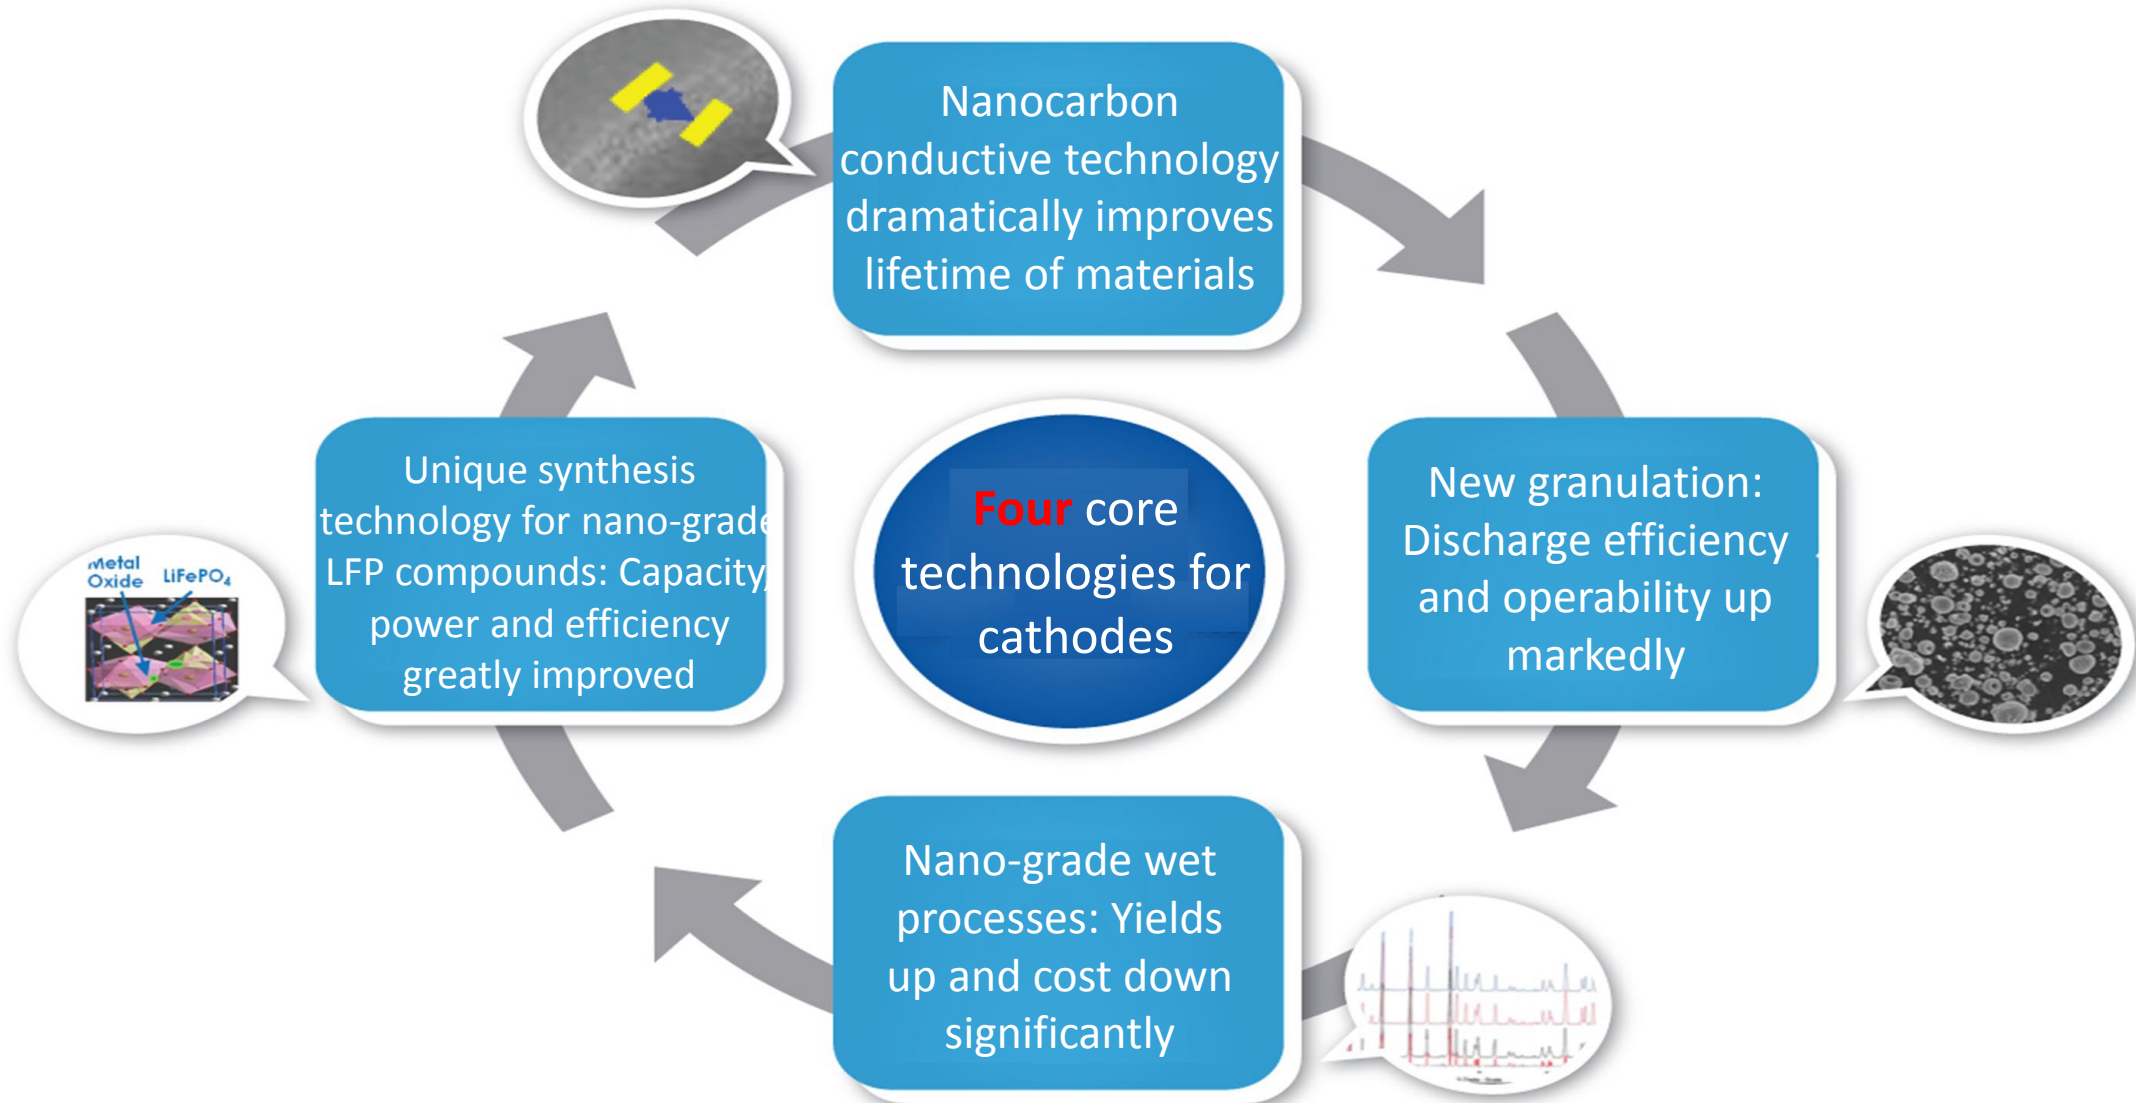 Nanocarbon
conductive technology
dramatically improves
lifetime of materials
New granulation:
Discharge efficiency
and operability up
markedly
Nano-grade wet
processes: Yields
up and cost down
significantly
Unique synthesis
technology for nano-grade
LFP compounds: Capacity,
power and efficiency
greatly improved
Four core
technologies for
cathodes
Metal
Oxide
LiFePO₄